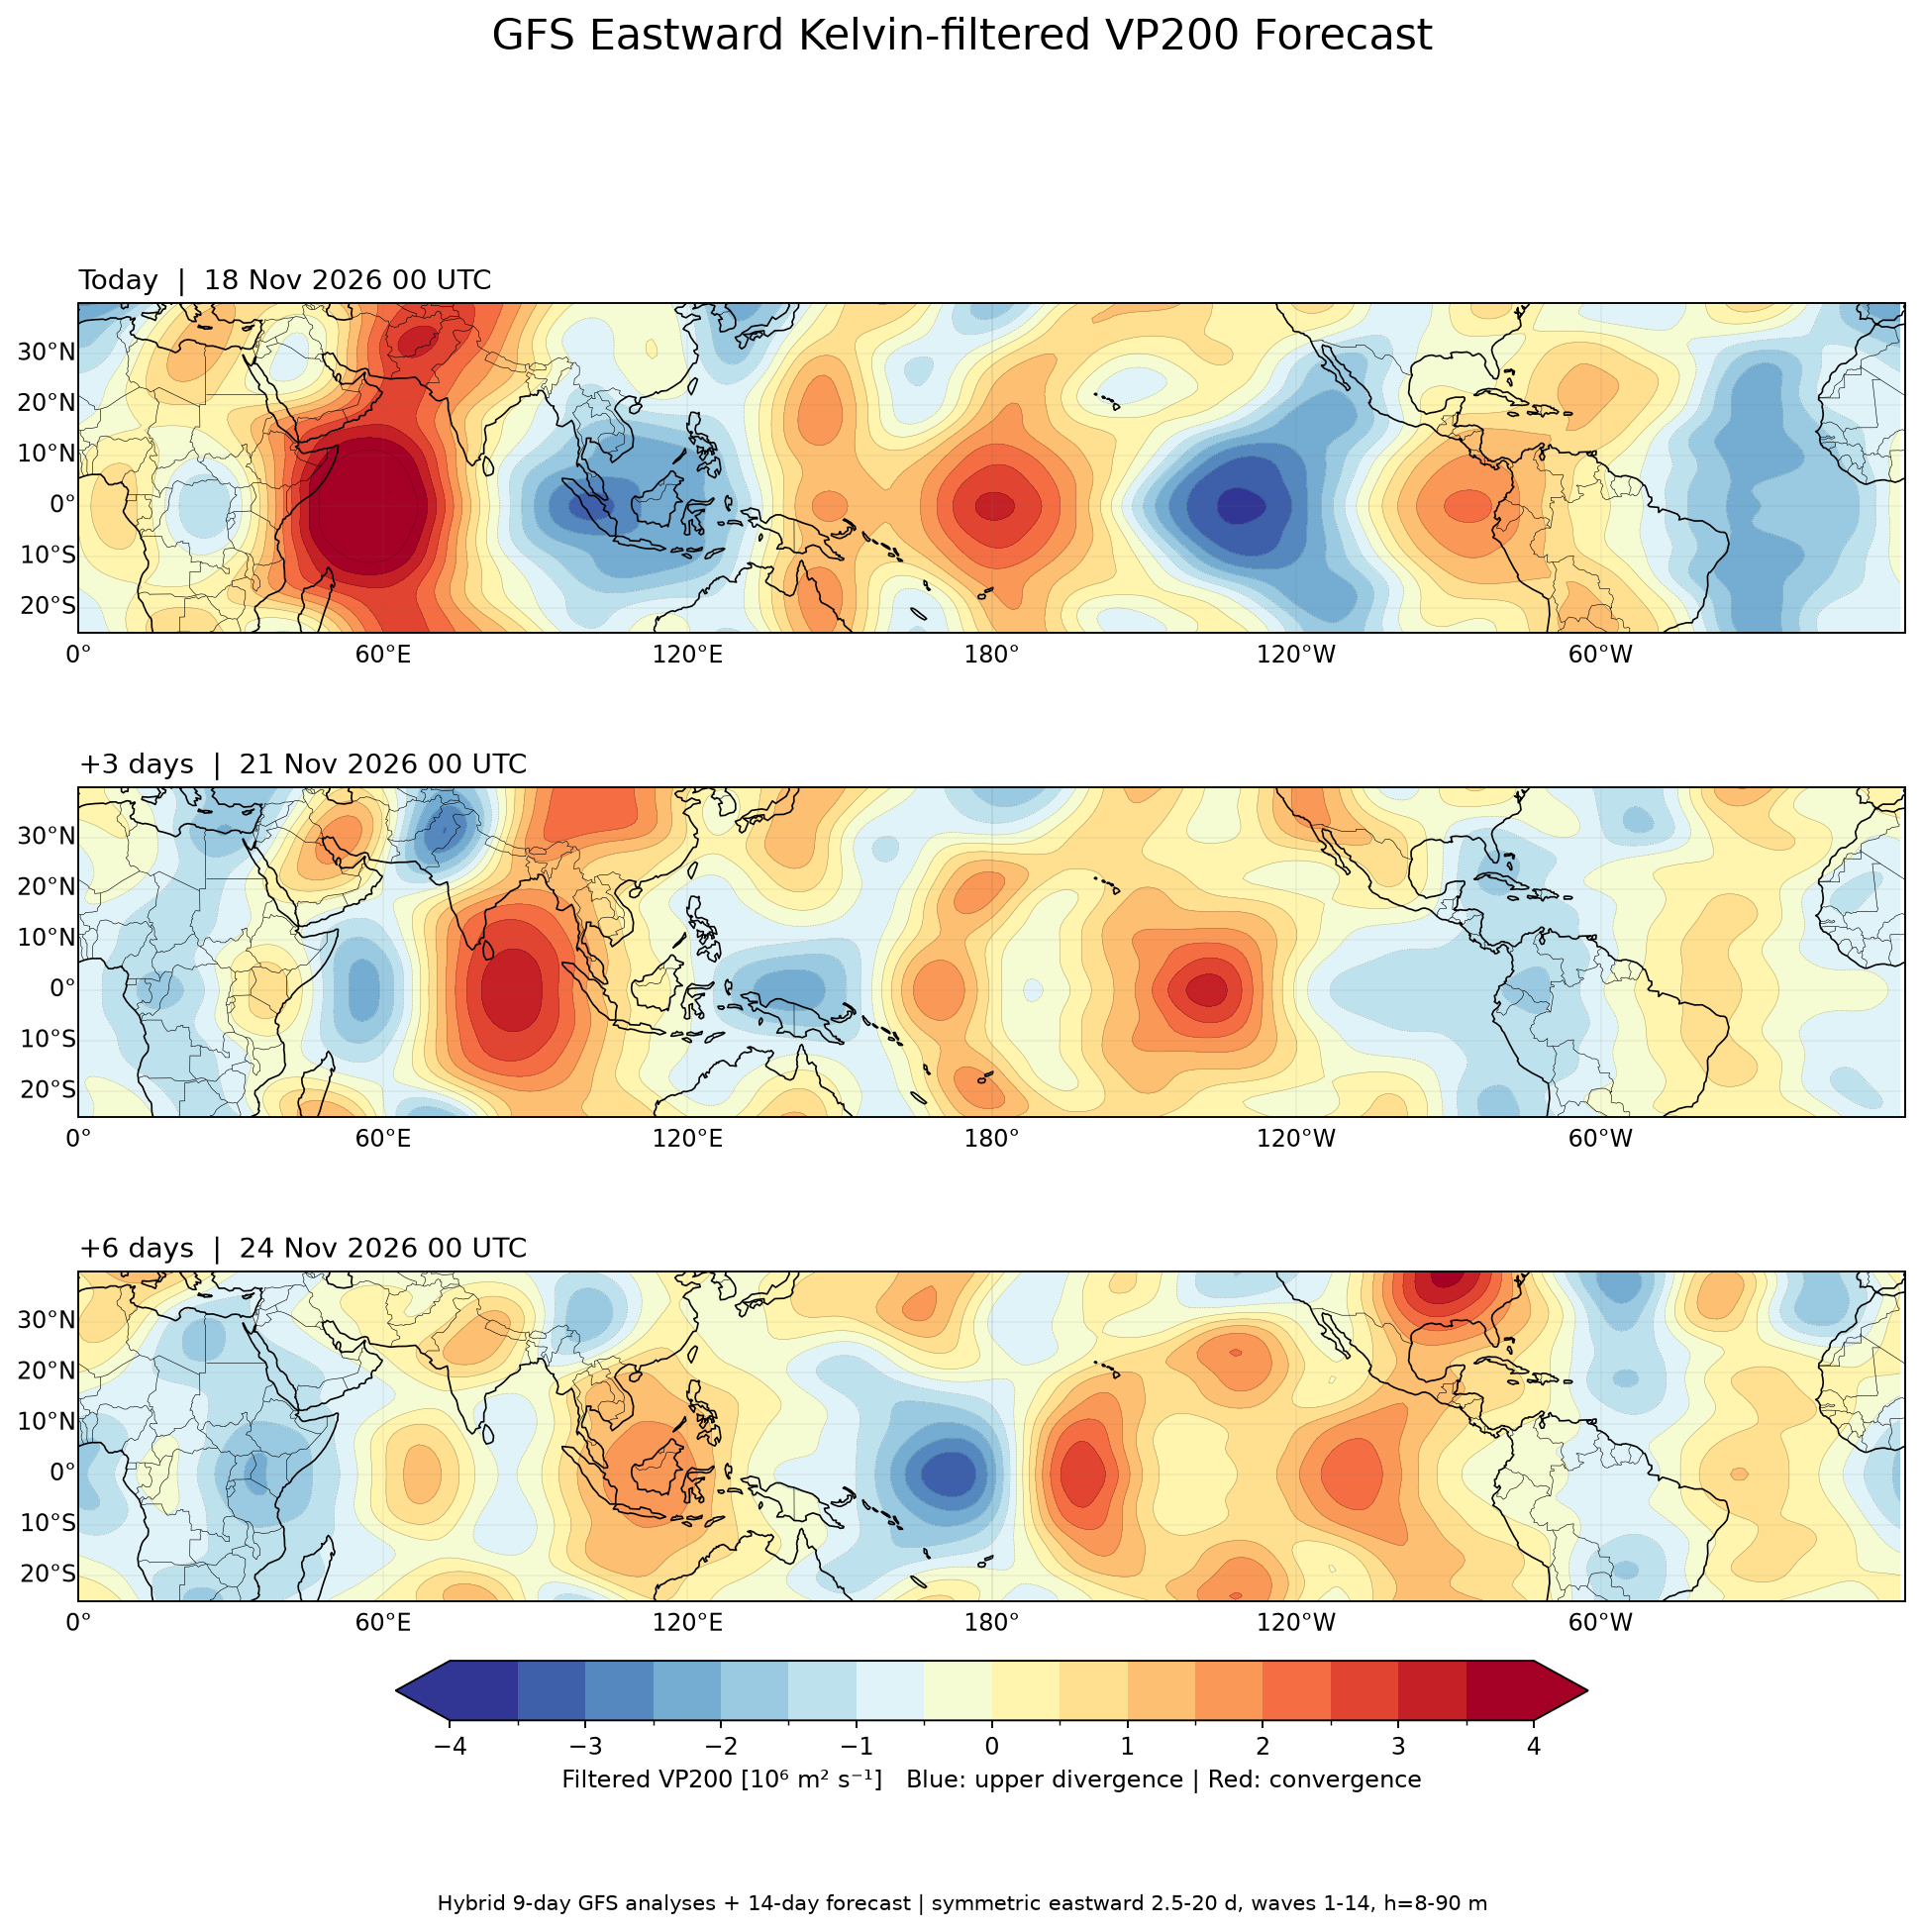 GFS Eastward Kelvin-filtered VP200 Forecast
Today | 18 Nov 2026 00 UTC
30°N
20°N
10°N
0°
10°S
20°S
0° 60°E 120°E 180° 120°W 60°W
+3 days | 21 Nov 2026 00 UTC
30°N
20°N
10°N
0°
10°S
20°S
0° 60°E 120°E 180° 120°W 60°W
+6 days | 24 Nov 2026 00 UTC
30°N
20°N
10°N
0°
10°S
20°S
0° 60°E 120°E 180° 120°W 60°W
−4 −3 −2 −1 0 1 2 3 4
Filtered VP200 [10⁶ m² s⁻¹] Blue: upper divergence | Red: convergence
Hybrid 9-day GFS analyses + 14-day forecast | symmetric eastward 2.5-20 d, waves 1-14, h=8-90 m